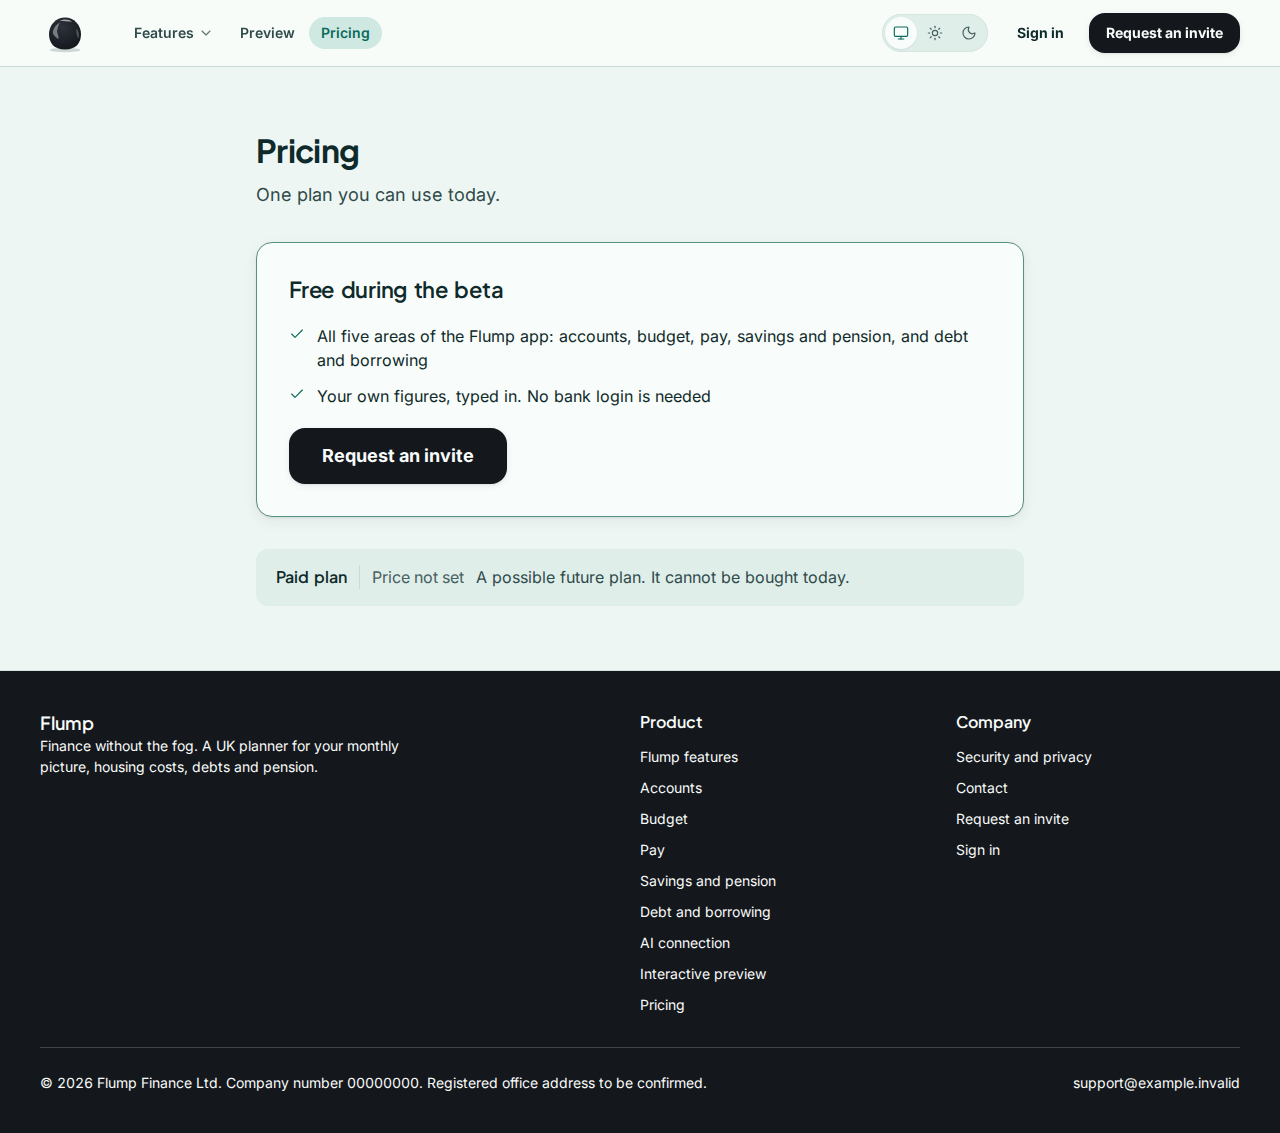 Features
Preview
Pricing
Sign in
Request an invite
Pricing
One plan you can use today.
Free during the beta
All five areas of the Flump app: accounts, budget, pay, savings and pension, and debt
and borrowing
Your own figures, typed in. No bank login is needed
Request an invite
Paid plan
Price not set
A possible future plan. It cannot be bought today.
Flump
Finance without the fog. A UK planner for your monthly
picture, housing costs, debts and pension.
Product
Flump features
Accounts
Budget
Pay
Savings and pension
Debt and borrowing
AI connection
Interactive preview
Pricing
Company
Security and privacy
Contact
Request an invite
Sign in
© 2026 Flump Finance Ltd. Company number 00000000. Registered office address to be confirmed.
support@example.invalid